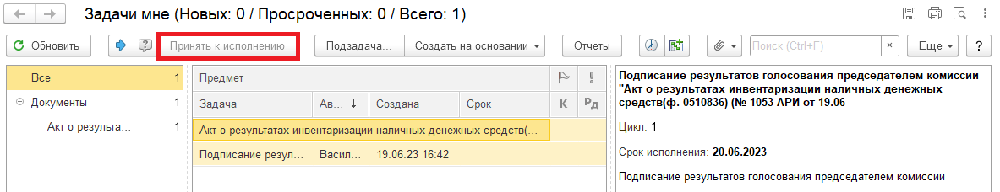 Задачи мне (Новых: 0 / Просроченных: 0 / Всего: 1)
Обновить Принять к исполнению Подзадача... Создать на основании Отчеты Поиск (Ctrl+F) × Еще ?
Все 1
Документы 1
Акт о результа... 1
Предмет !
Задача Ав... ↓ Создана Срок К Рд
Акт о результатах инвентаризации наличных денежных средств(...
Подписание резул... Васил... 19.06.23 16:42
Подписание результатов голосования председателем комиссии
"Акт о результатах инвентаризации наличных денежных
средств(ф. 0510836) (№ 1053-АРИ от 19.06
Цикл: 1
Срок исполнения: 20.06.2023
Подписание результатов голосования председателем комиссии